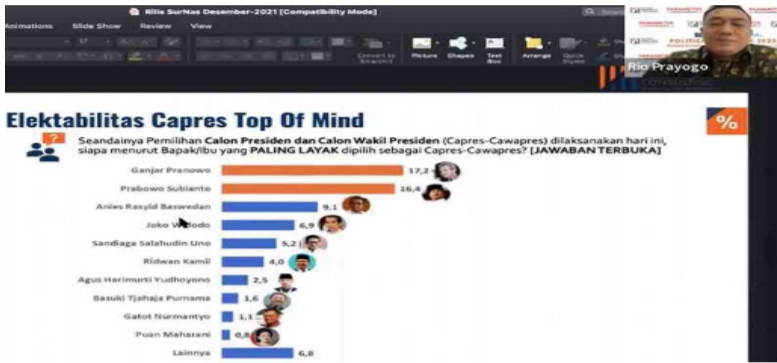 Rilis SurNas Desember-2021 [Compatibility Mode]
Animations Slide Show Review View
Convert to SmartArt Picture Shapes Text Box Arrange Quick Styles
Rio Prayogo
Elektabilitas Capres Top Of Mind
%
Seandainya Pemilihan Calon Presiden dan Calon Wakil Presiden (Capres-Cawapres) dilaksanakan hari ini,
siapa menurut Bapak/Ibu yang PALING LAYAK dipilih sebagai Capres-Cawapres? [JAWABAN TERBUKA]
Ganjar Pranowo 17,2
Prabowo Subianto 16,4
Anies Rasyid Baswedan 9,1
Joko Widodo 6,9
Sandiaga Salahudin Uno 5,2
Ridwan Kamil 4,0
Agus Harimurti Yudhoyono 2,5
Basuki Tjahaja Purnama 1,6
Gatot Nurmantyo 1,1
Puan Maharani 0,8
Lainnya 6,8